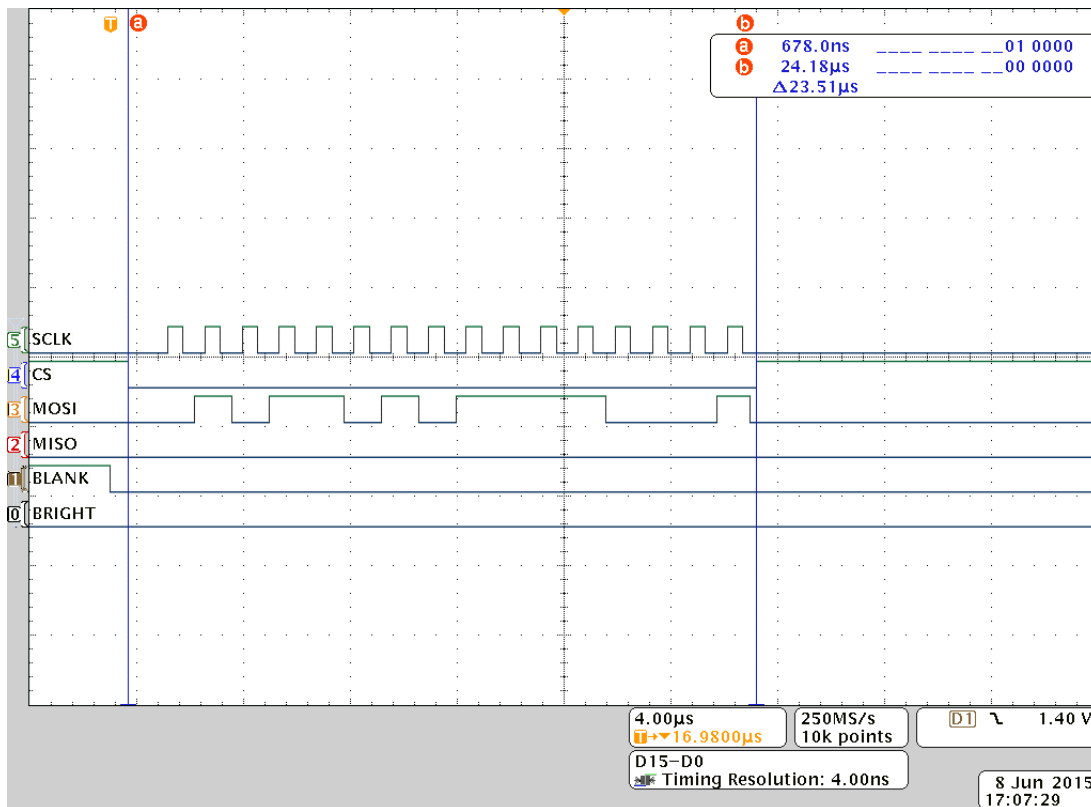 T a b
a 678.0ns ____ ____ __01 0000
b 24.18µs ____ ____ __00 0000
Δ23.51µs
5 SCLK
4 CS
3 MOSI
2 MISO
1 BLANK
0 BRIGHT
4.00µs
T→▼16.9800µs
250MS/s
10k points
D1 1.40 V
D15-D0
Timing Resolution: 4.00ns
8 Jun 2015
17:07:29